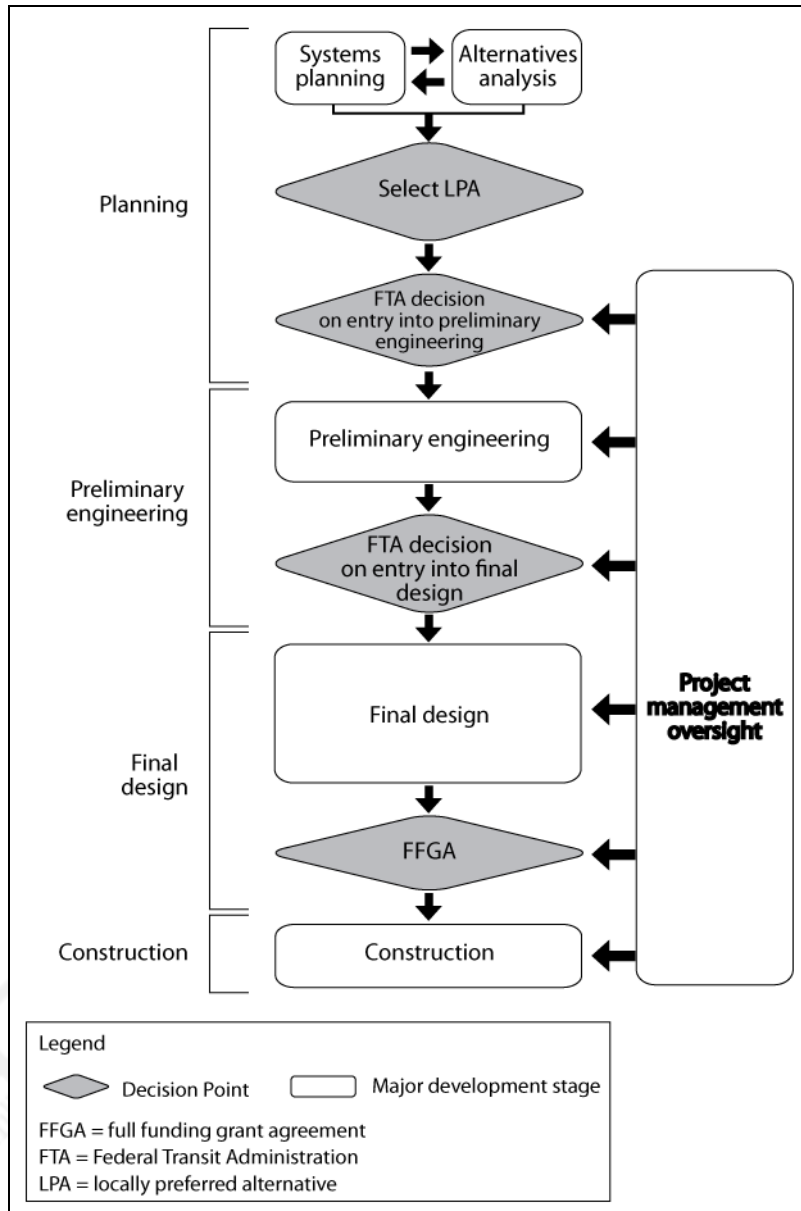 Systems
planning
Alternatives
analysis
Planning
Select LPA
FTA decision
on entry into preliminary
engineering
Preliminary
engineering
Preliminary engineering
FTA decision
on entry into final
design
Final
design
Final design
FFGA
Construction
Construction
Project
management
oversight
Legend
Decision Point
Major development stage
FFGA = full funding grant agreement
FTA = Federal Transit Administration
LPA = locally preferred alternative